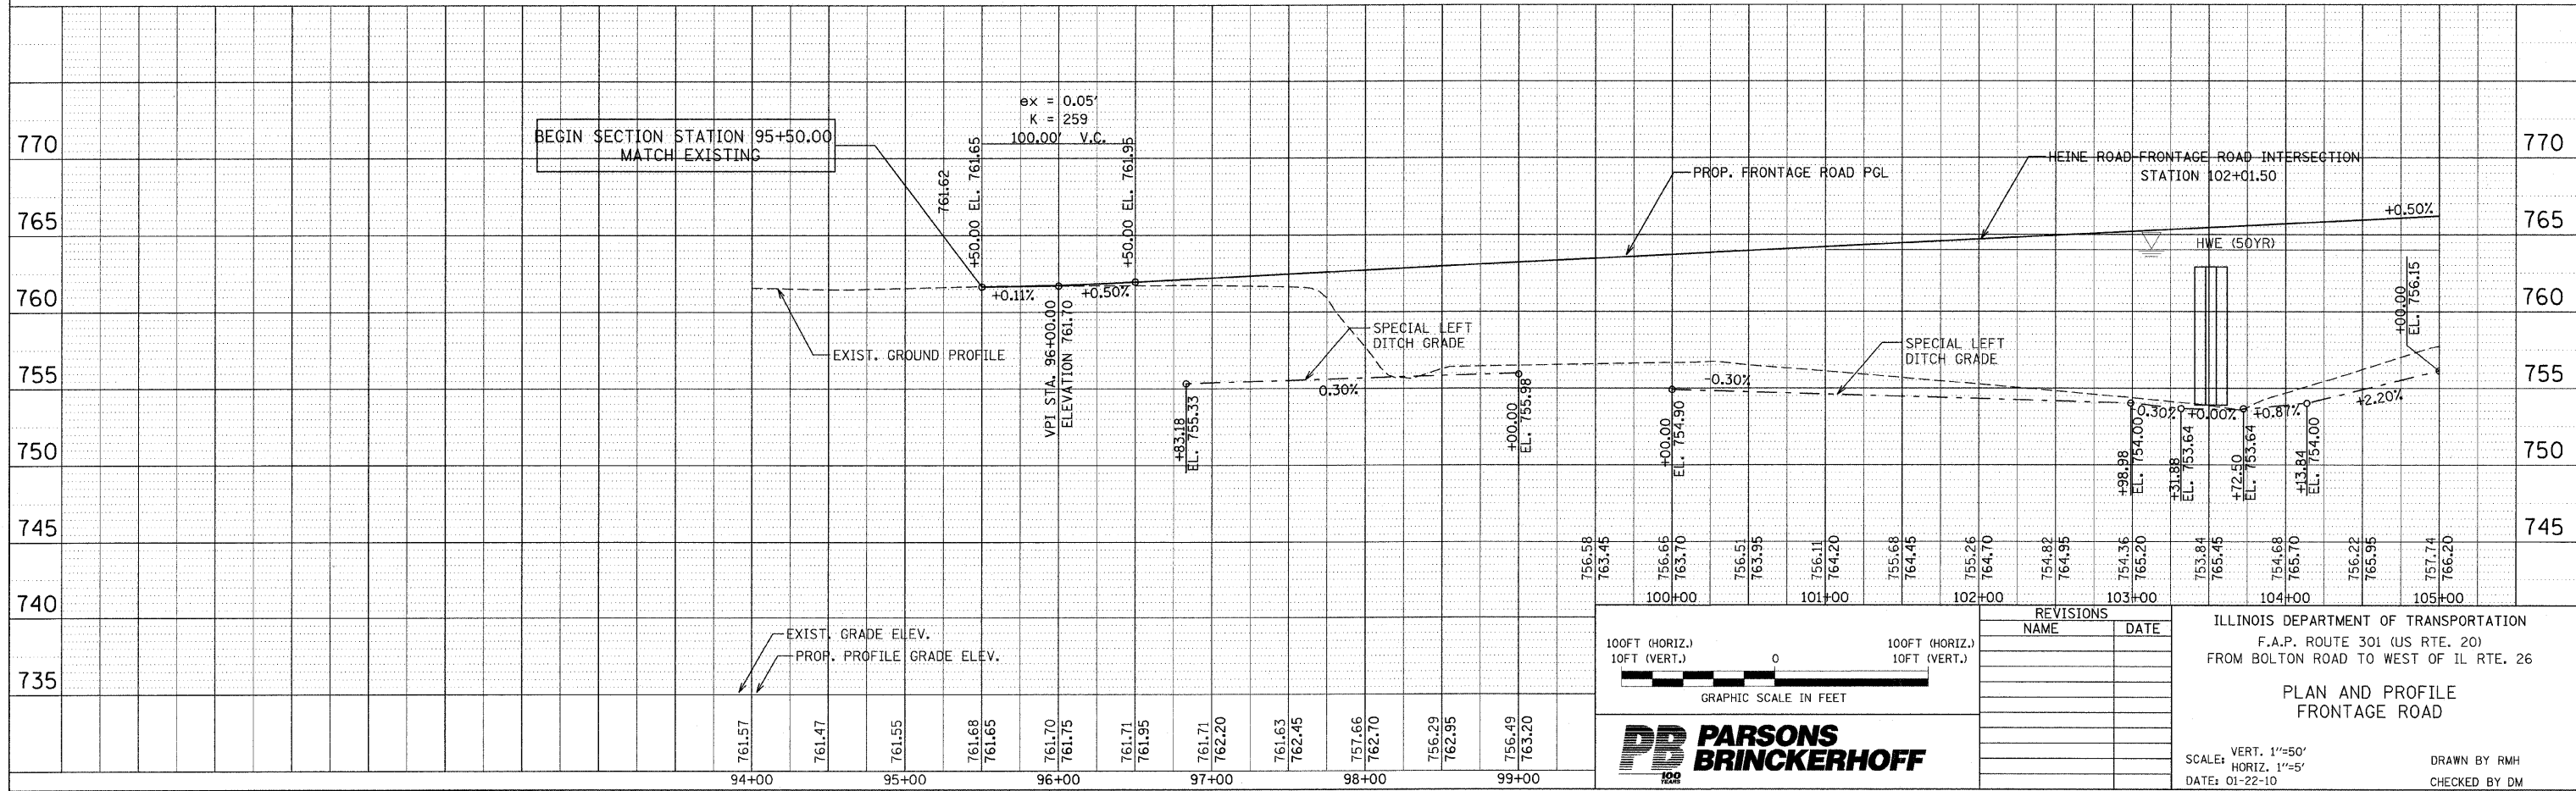 770
765
760
755
750
745
740
735
770
765
760
755
750
745
BEGIN SECTION STATION 95+50.00
MATCH EXISTING
761.62
+50.00 EL. 761.65
ex = 0.05'
K = 259
100.00' V.C.
+50.00 EL. 761.95
PROP. FRONTAGE ROAD PGL
HEINE ROAD-FRONTAGE ROAD INTERSECTION
STATION 102+01.50
+0.50%
HWE (50YR)
+0.11%
+0.50%
VPI STA. 96+00.00
ELEVATION 761.70
EXIST. GROUND PROFILE
SPECIAL LEFT
DITCH GRADE
0.30%
+83.18
EL. 755.33
+00.00
EL. 755.98
SPECIAL LEFT
DITCH GRADE
-0.30%
+00.00
EL. 754.90
+98.98
EL. 754.00
-0.30%
+31.88
EL. 753.64
+0.00%
+72.50
EL. 753.64
+0.87%
+13.84
EL. 754.00
+2.20%
+00.00
EL. 756.15
EXIST. GRADE ELEV.
PROP. PROFILE GRADE ELEV.
761.57
761.47
761.55
761.68
761.65
761.70
761.75
761.71
761.95
761.71
762.20
761.63
762.45
757.66
762.70
756.29
762.95
756.49
763.20
756.58
763.45
756.66
763.70
756.51
763.95
756.11
764.20
755.68
764.45
755.26
764.70
754.82
764.95
754.36
765.20
753.84
765.45
754.68
765.70
756.22
765.95
757.74
766.20
94+00
95+00
96+00
97+00
98+00
99+00
100+00
101+00
102+00
103+00
104+00
105+00
100FT (HORIZ.)
10FT (VERT.)
0
100FT (HORIZ.)
10FT (VERT.)
GRAPHIC SCALE IN FEET
PB
100
YEARS
PARSONS
BRINCKERHOFF
REVISIONS
NAME DATE
ILLINOIS DEPARTMENT OF TRANSPORTATION
F.A.P. ROUTE 301 (US RTE. 20)
FROM BOLTON ROAD TO WEST OF IL RTE. 26
PLAN AND PROFILE
FRONTAGE ROAD
SCALE: VERT. 1"=50'
HORIZ. 1"=5'
DATE: 01-22-10
DRAWN BY RMH
CHECKED BY DM